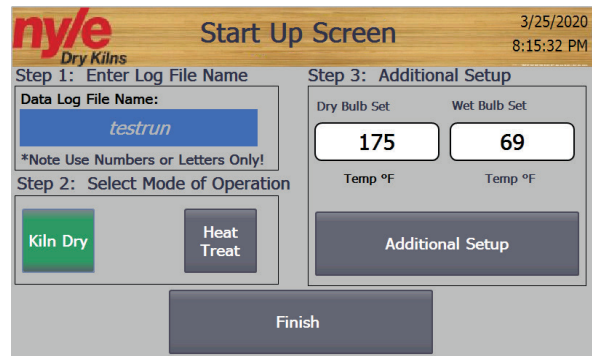 nyle
Dry Kilns
Start Up Screen
3/25/2020
8:15:32 PM
Step 1: Enter Log File Name
Data Log File Name:
testrun
*Note Use Numbers or Letters Only!
Step 2: Select Mode of Operation
Kiln Dry
Heat
Treat
Step 3: Additional Setup
Dry Bulb Set
Wet Bulb Set
175
69
Temp ºF
Temp ºF
Additional Setup
Finish